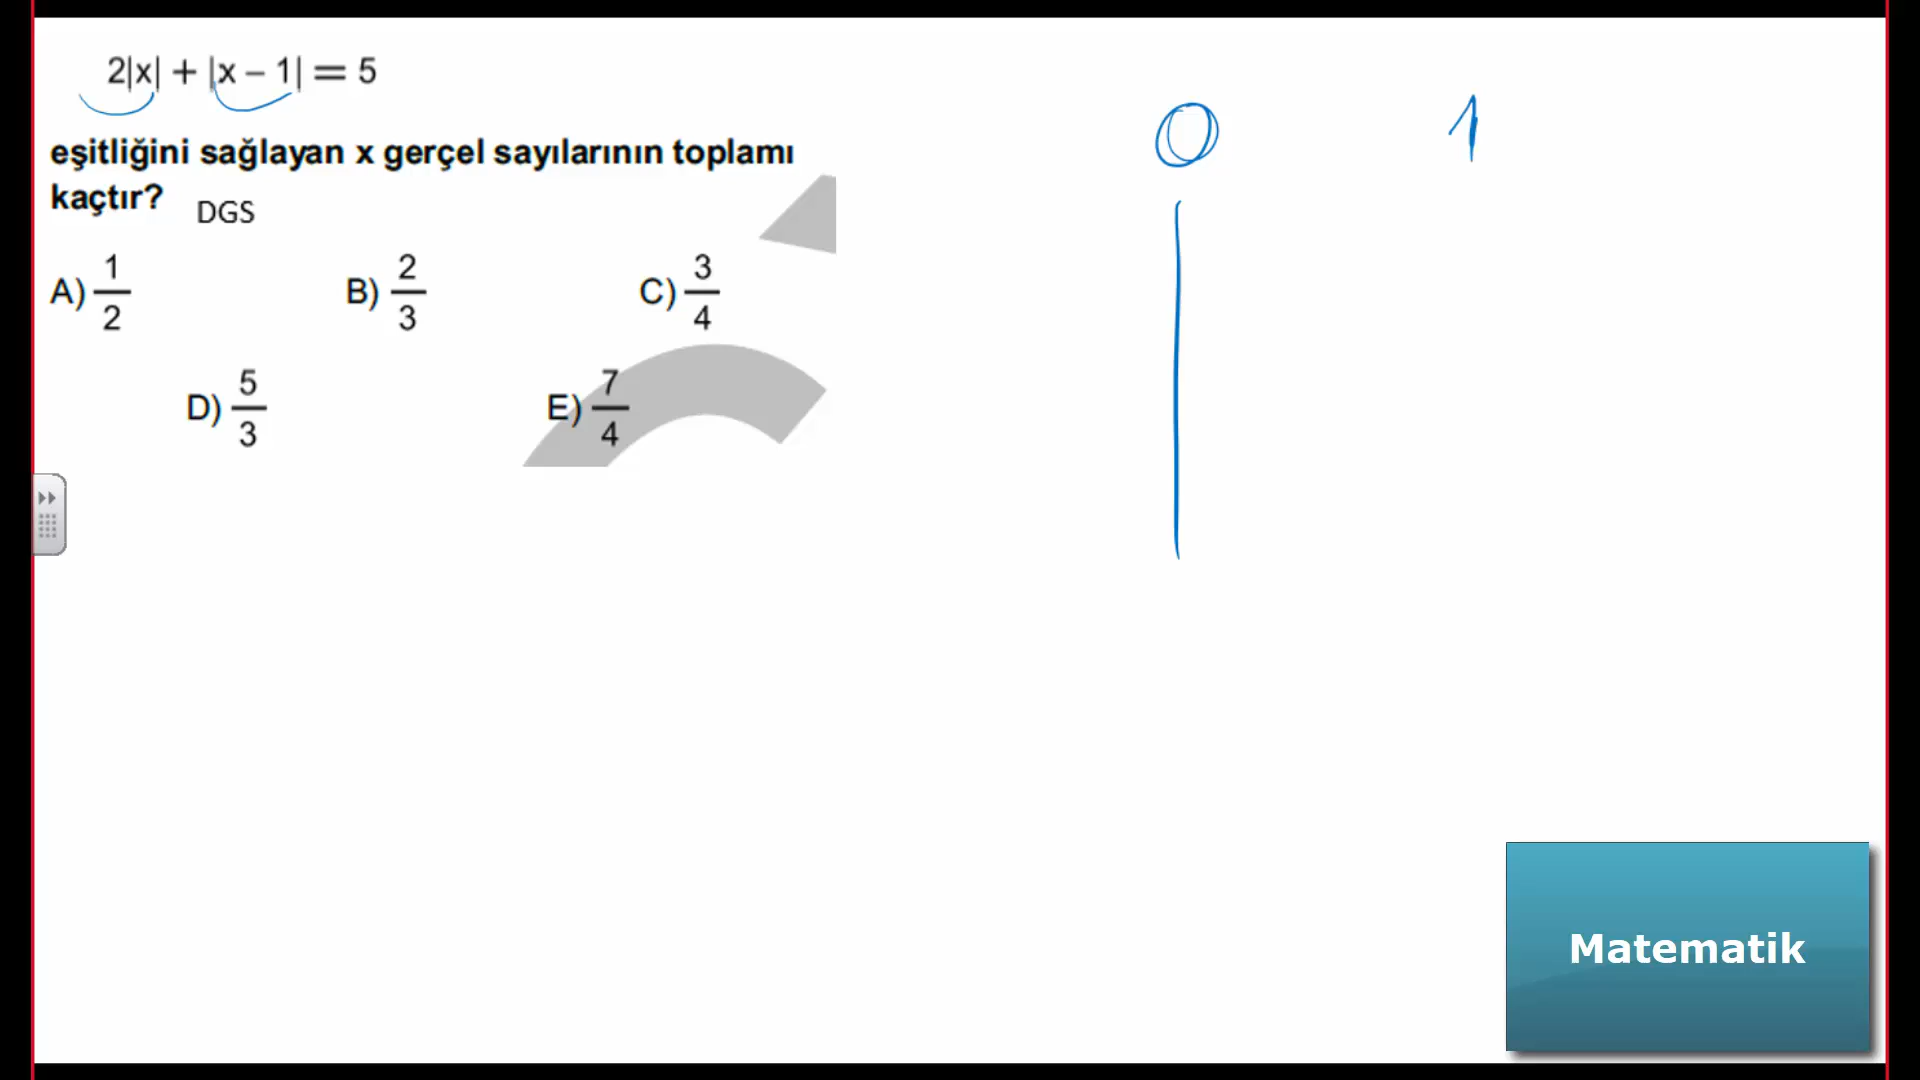 2|x| + |x – 1| = 5
eşitliğini sağlayan x gerçel sayılarının toplamı
kaçtır? DGS
A) 1/2 B) 2/3 C) 3/4
D) 5/3 E) 7/4
0 1
Matematik